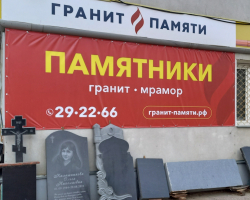 ГРАНИТ ПАМЯТИ
ПАМЯТНИКИ
гранит • мрамор
29-22-66
гранит-памяти.рф